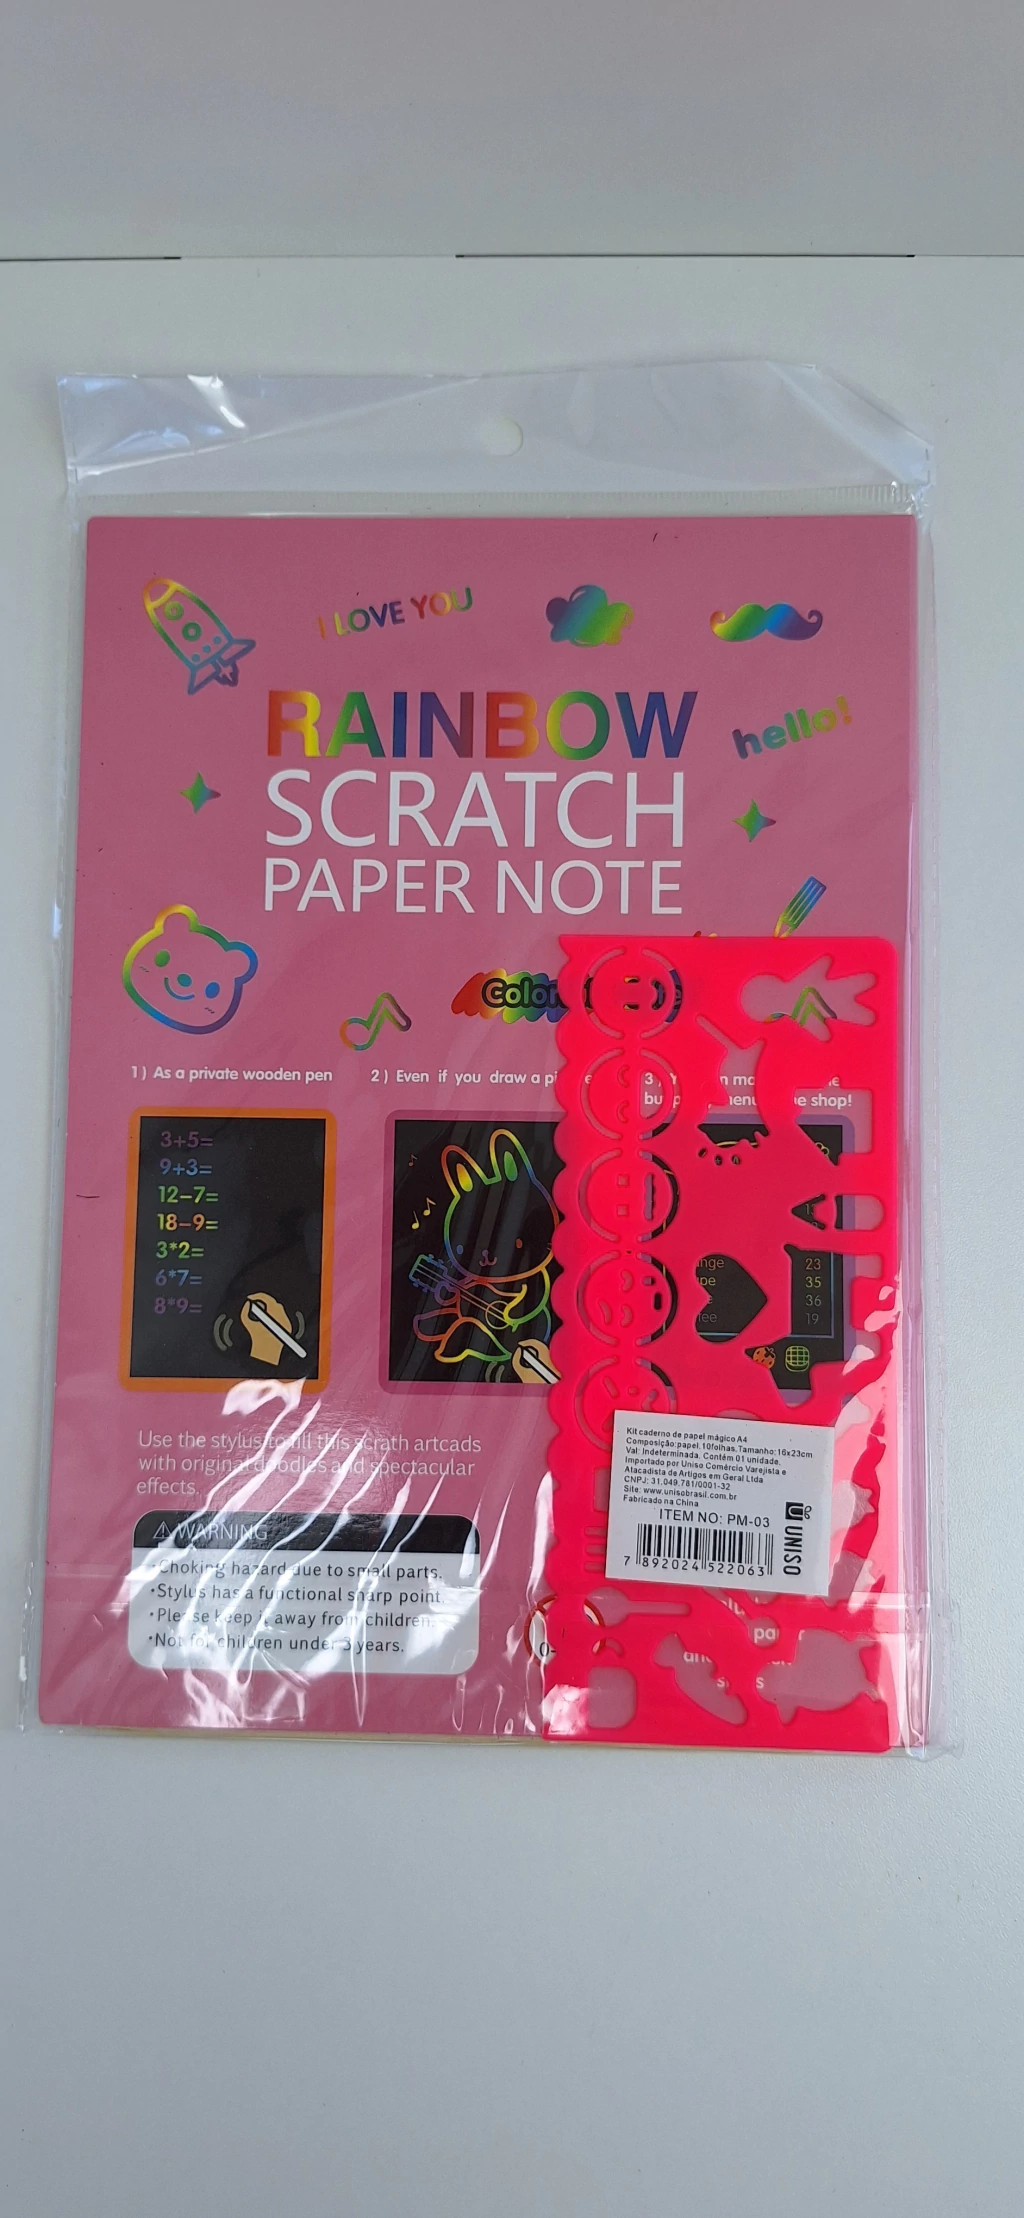 I LOVE YOU
RAINBOW
hello!
SCRATCH
PAPER NOTE
1) As a private wooden pen
2) Even if you draw a
3)
the shop!
3+5=
9+3=
12-7=
18-9=
3*2=
6*7=
8*9=
23
35
36
19
Use the stylus to fill this scrath artcads
with original doodles and spectacular
effects.
WARNING
•Choking hazard due to small parts.
•Stylus has a functional sharp point.
•Please keep it away from children.
•Not for children under 3 years.
Kit caderno de papel mágico A4
Composição:papel,10folhas,Tamanho:16x23cm
Val: Indeterminada. Contém 01 unidade.
Importado por Uniso Comércio Varejista e
Atacadista de Artigos em Geral Ltda
CNPJ: 31.049.781/0001-32
Site: www.unisobrasil.com.br
Fabricado na China
ITEM NO: PM-03
7 892024 522063
UNISO